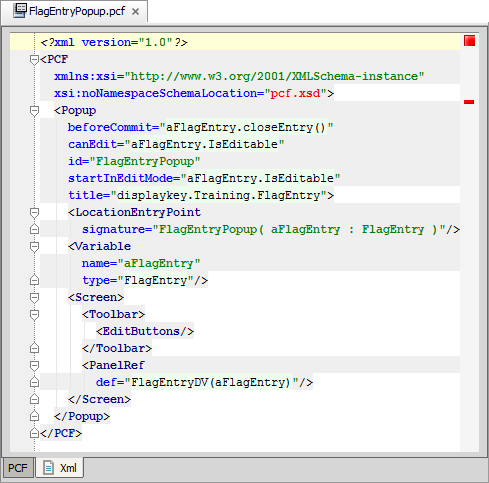 FlagEntryPopup.pcf ×
<?xml version="1.0"?>
<PCF
xmlns:xsi="http://www.w3.org/2001/XMLSchema-instance"
xsi:noNamespaceSchemaLocation="pcf.xsd">
<Popup
beforeCommit="aFlagEntry.closeEntry()"
canEdit="aFlagEntry.IsEditable"
id="FlagEntryPopup"
startInEditMode="aFlagEntry.IsEditable"
title="displaykey.Training.FlagEntry">
<LocationEntryPoint
signature="FlagEntryPopup( aFlagEntry : FlagEntry )"/>
<Variable
name="aFlagEntry"
type="FlagEntry"/>
<Screen>
<Toolbar>
<EditButtons/>
</Toolbar>
<PanelRef
def="FlagEntryDV(aFlagEntry)"/>
</Screen>
</Popup>
</PCF>
PCF Xml